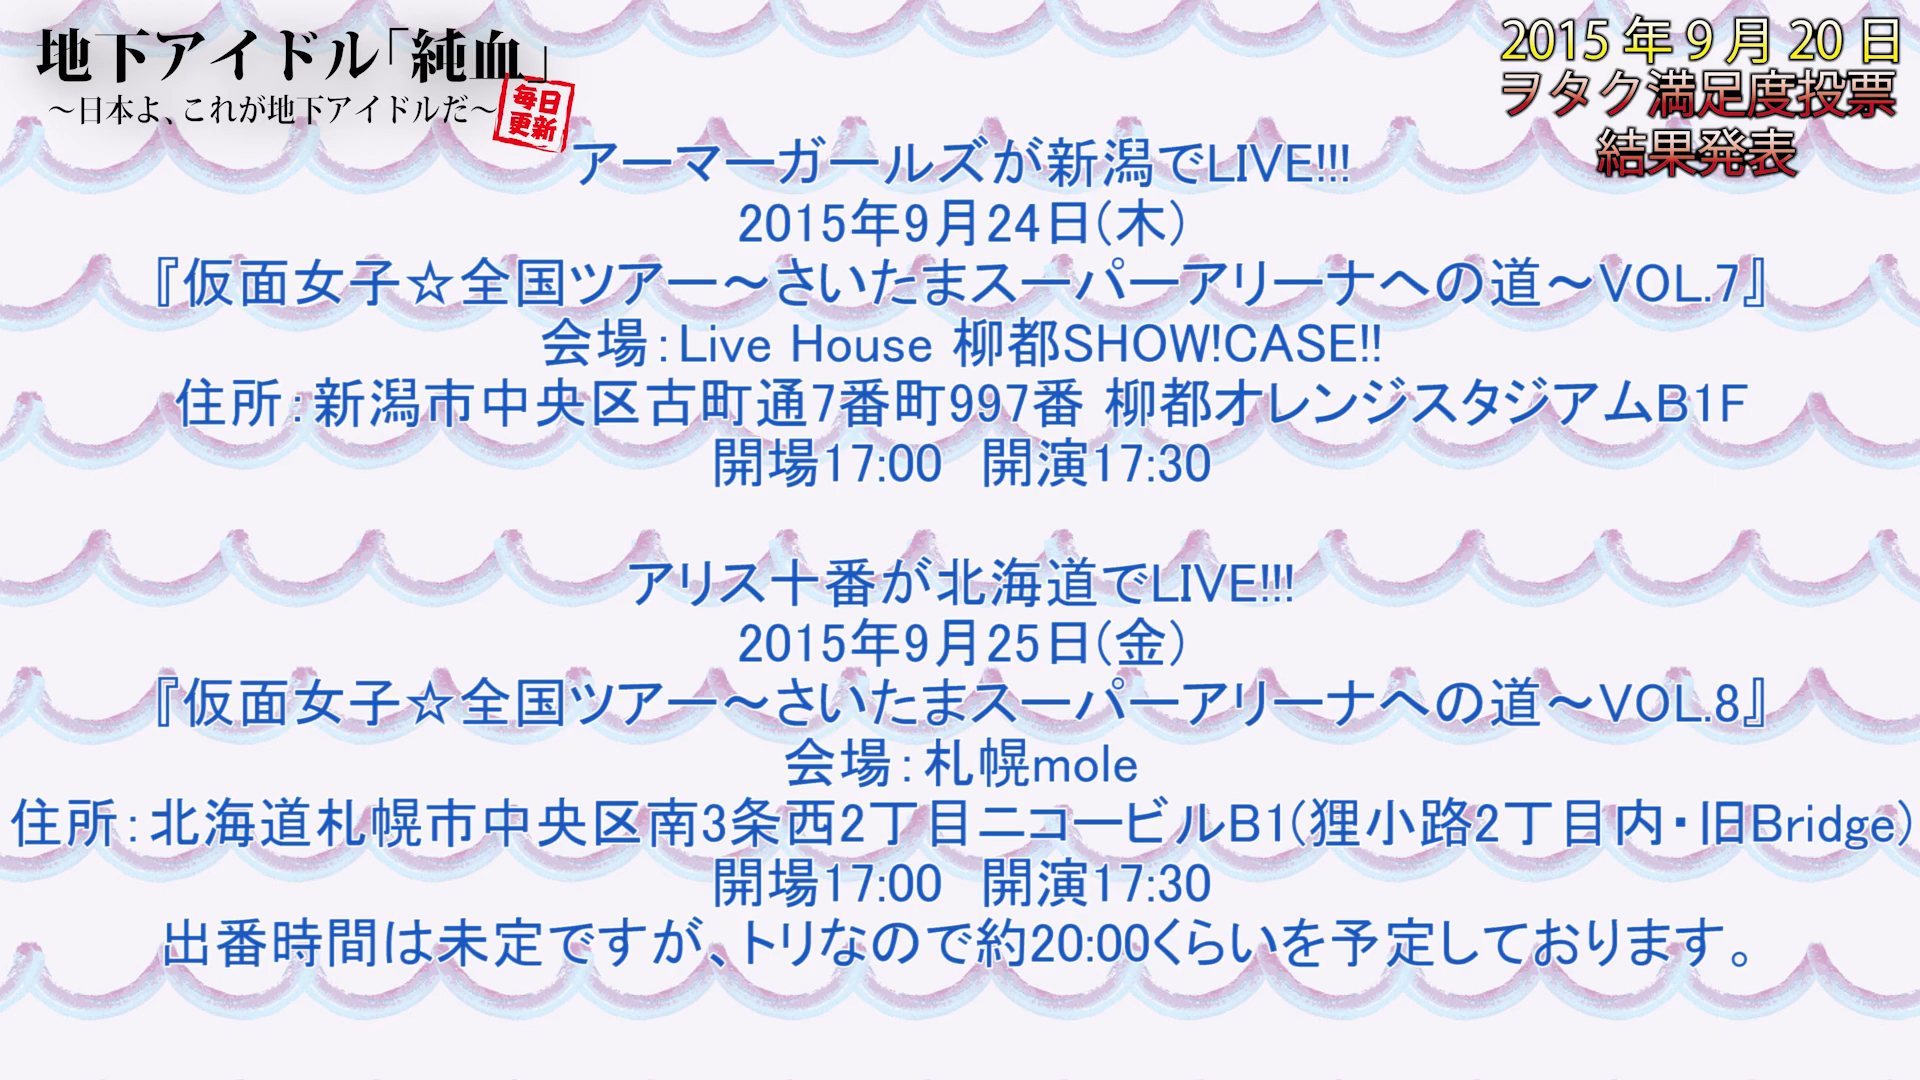 地下アイドル「純血」
～日本よ、これが地下アイドルだ～
毎日
更新
2015年9月20日
ヲタク満足度投票
結果発表
アーマーガールズが新潟でLIVE!!!
2015年9月24日(木)
『仮面女子☆全国ツアー～さいたまスーパーアリーナへの道～VOL.7』
会場：Live House 柳都SHOW!CASE!!
住所：新潟市中央区古町通7番町997番 柳都オレンジスタジアムB1F
開場17:00　開演17:30
アリス十番が北海道でLIVE!!!
2015年9月25日(金)
『仮面女子☆全国ツアー～さいたまスーパーアリーナへの道～VOL.8』
会場：札幌mole
住所：北海道札幌市中央区南3条西2丁目ニコービルB1(狸小路2丁目内・旧Bridge)
開場17:00　開演17:30
出番時間は未定ですが、トリなので約20:00くらいを予定しております。